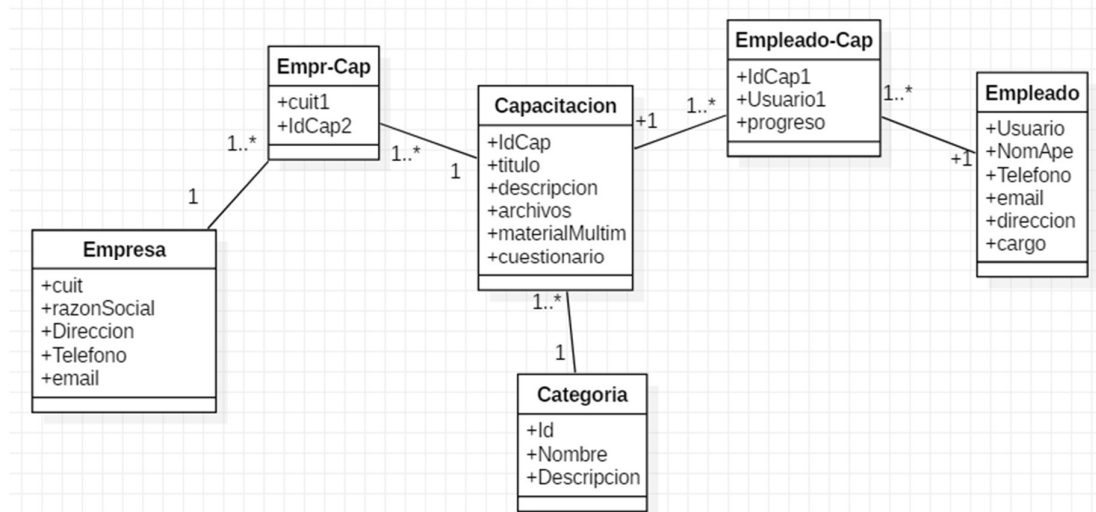 Empr-Cap
+cuit1
+IdCap2
1..*
1
1..*
1
Empresa
+cuit
+razonSocial
+Direccion
+Telefono
+email
Capacitacion
+IdCap
+titulo
+descripcion
+archivos
+materialMultim
+cuestionario
+1
1..*
Empleado-Cap
+IdCap1
+Usuario1
+progreso
1..*
+1
Empleado
+Usuario
+NomApe
+Telefono
+email
+direccion
+cargo
1..*
1
Categoria
+Id
+Nombre
+Descripcion